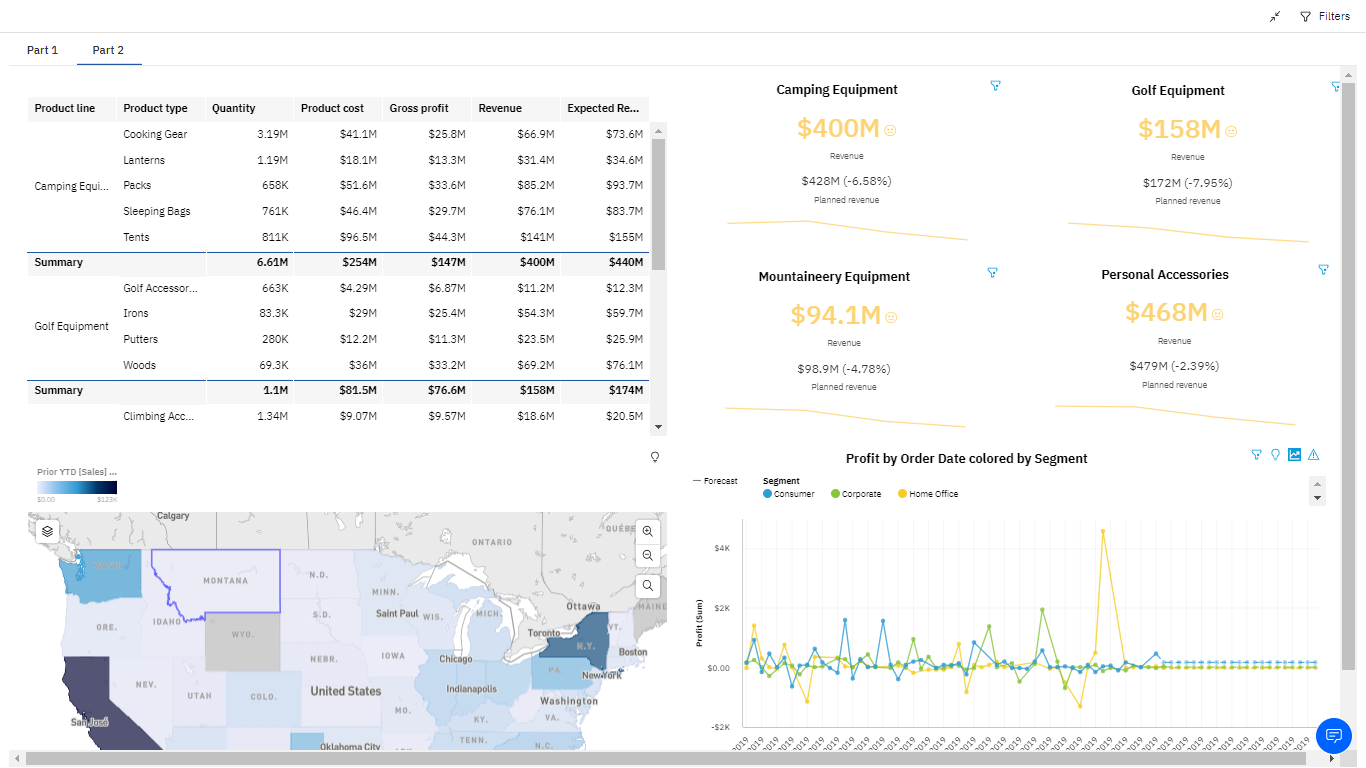 Filters
Part 1 Part 2
Product line Product type Quantity Product cost Gross profit Revenue Expected Re...
Cooking Gear 3.19M $41.1M $25.8M $66.9M $73.6M
Lanterns 1.19M $18.1M $13.3M $31.4M $34.6M
Camping Equi... Packs 658K $51.6M $33.6M $85.2M $93.7M
Sleeping Bags 761K $46.4M $29.7M $76.1M $83.7M
Tents 811K $96.5M $44.3M $141M $155M
Summary 6.61M $254M $147M $400M $440M
Golf Accessor... 663K $4.29M $6.87M $11.2M $12.3M
Golf Equipment Irons 83.3K $29M $25.4M $54.3M $59.7M
Putters 280K $12.2M $11.3M $23.5M $25.9M
Woods 69.3K $36M $33.2M $69.2M $76.1M
Summary 1.1M $81.5M $76.6M $158M $174M
Climbing Acc... 1.34M $9.07M $9.57M $18.6M $20.5M
Camping Equipment
$400M
Revenue
$428M (-6.58%)
Planned revenue
Golf Equipment
$158M
Revenue
$172M (-7.95%)
Planned revenue
Mountaineery Equipment
$94.1M
Revenue
$98.9M (-4.78%)
Planned revenue
Personal Accessories
$468M
Revenue
$479M (-2.39%)
Planned revenue
Prior YTD [Sales] ...
$0.00 $123K
Calgary
ONTARIO
QUÉBE
MONTANA
N.D.
MINN.
Ottawa
MAINE
S.D.
Saint Paul
WIS.
MICH.
ORE.
IDAHO
WYO.
Toronto
N.Y.
VT.
Boston
NEBR.
IOWA
Chicago
PA.
New York
NEV.
UTAH
COLO.
United States
Indianapolis
Washington
San José
MO.
KY.
VA.
Oklahoma City
TENN.
N.C.
Profit by Order Date colored by Segment
Forecast
Segment
Consumer Corporate Home Office
Profit (Sum)
$4K
$2K
$0.00
-$2K
2019 2019 2019 2019 2019 2019 2019 2019 2019 2019 2019 2019 2019 2019 2019 2019 2019 2019 2019 2019 2019 2019 2019 2019 2019 2019 2019 2019 2019 2019 2019 2019 2019 2019 2019 2019 2019 2019